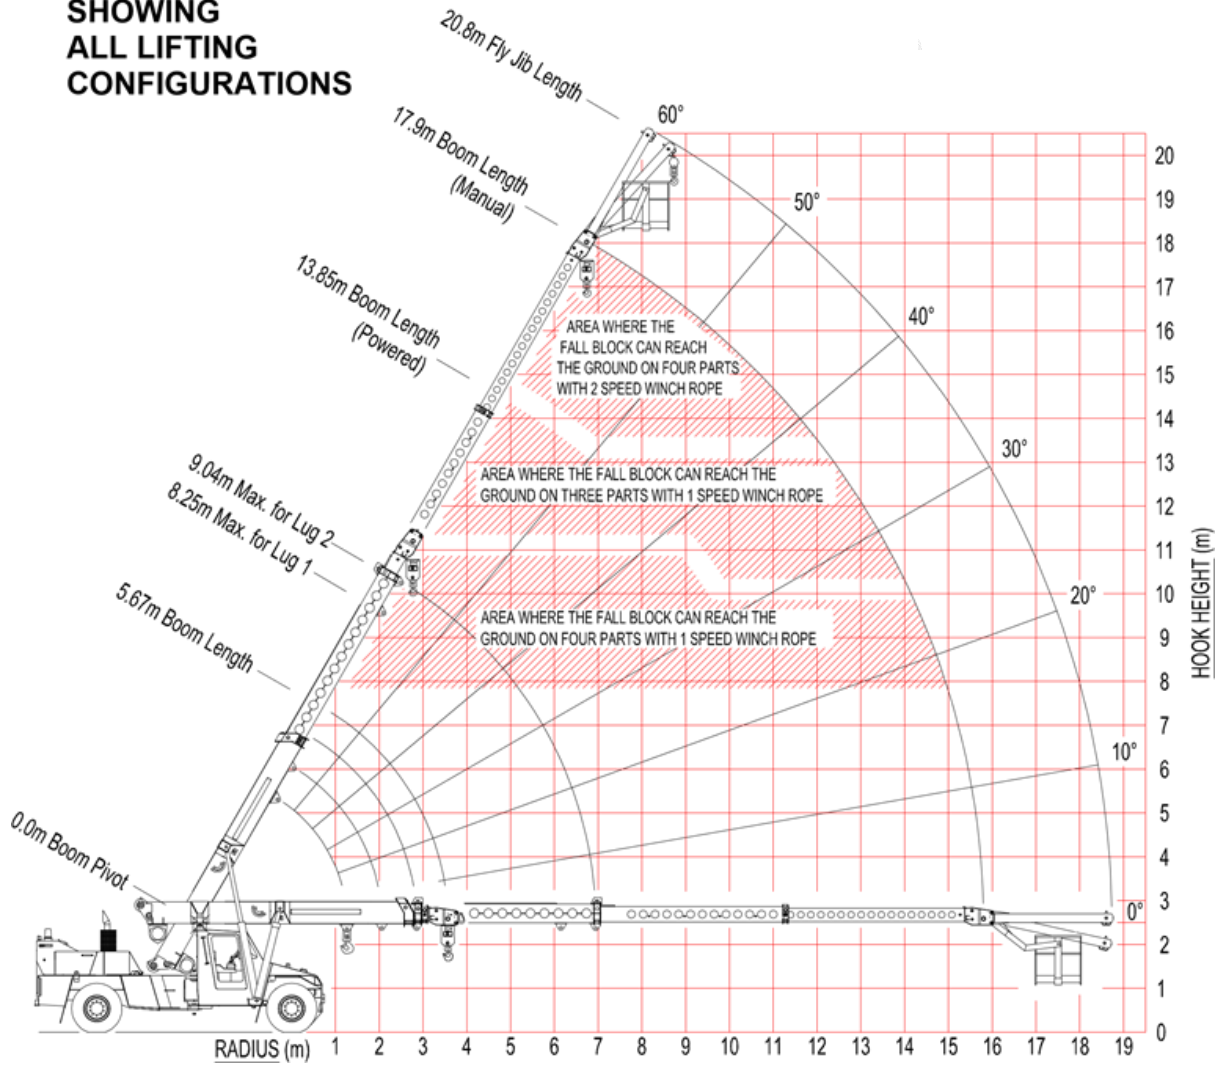 SHOWING
ALL LIFTING
CONFIGURATIONS
20.8m Fly Jib Length
17.9m Boom Length
(Manual)
13.85m Boom Length
(Powered)
9.04m Max. for Lug 2
8.25m Max. for Lug 1
5.67m Boom Length
0.0m Boom Pivot
60°
50°
40°
30°
20°
10°
0°
AREA WHERE THE
FALL BLOCK CAN REACH
THE GROUND ON FOUR PARTS
WITH 2 SPEED WINCH ROPE
AREA WHERE THE FALL BLOCK CAN REACH THE
GROUND ON THREE PARTS WITH 1 SPEED WINCH ROPE
AREA WHERE THE FALL BLOCK CAN REACH THE
GROUND ON FOUR PARTS WITH 1 SPEED WINCH ROPE
20
19
18
17
16
15
14
13
12
11
10
9
8
7
6
5
4
3
2
1
0
HOOK HEIGHT (m)
RADIUS (m) 1 2 3 4 5 6 7 8 9 10 11 12 13 14 15 16 17 18 19